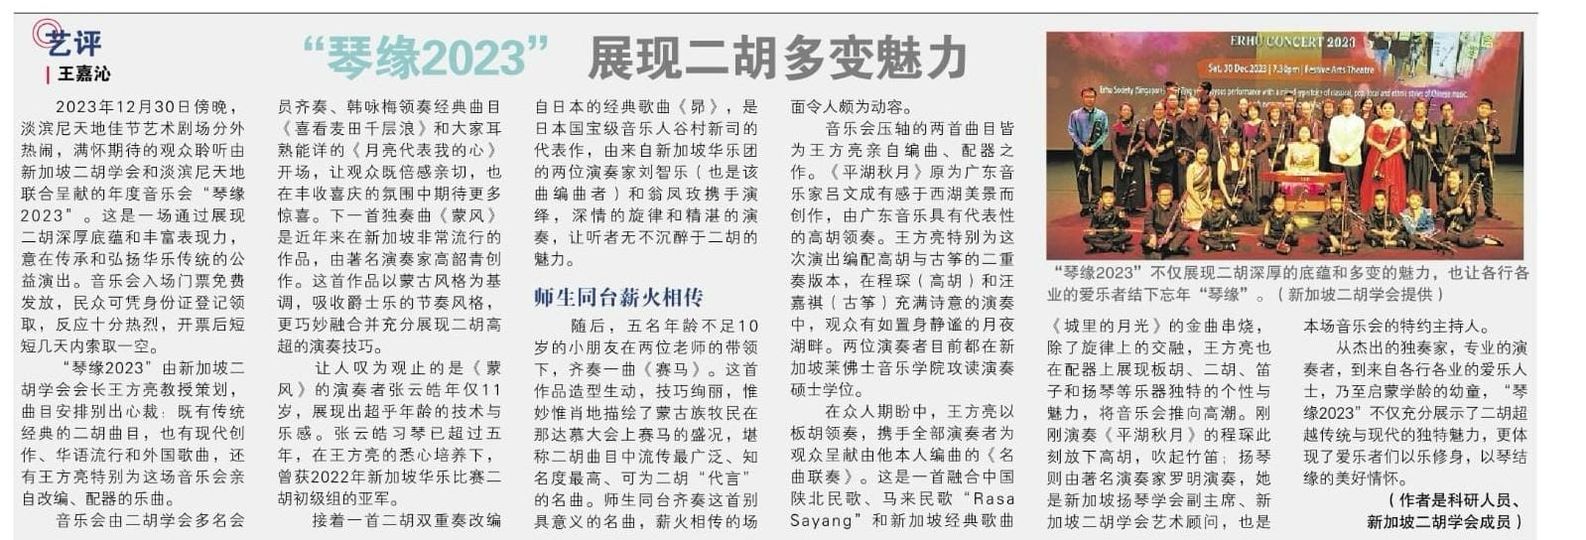 艺评
王嘉沁
“琴缘2023” 展现二胡多变魅力
2023年12月30日傍晚，
淡滨尼天地佳节艺术剧场分外
热闹，满怀期待的观众聆听由
新加坡二胡学会和淡滨尼天地
联合呈献的年度音乐会“琴缘
2023”。这是一场通过展现
二胡深厚底蕴和丰富表现力，
意在传承和弘扬华乐传统的公
益演出。音乐会入场门票免费
发放，民众可凭身份证登记领
取，反应十分热烈，开票后短
短几天内索取一空。
“琴缘2023”由新加坡二
胡学会会长王方亮教授策划，
曲目安排别出心裁：既有传统
经典的二胡曲目，也有现代创
作、华语流行和外国歌曲，还
有王方亮特别为这场音乐会亲
自改编、配器的乐曲。
音乐会由二胡学会多名会
员齐奏、韩咏梅领奏经典曲目
《喜看麦田千层浪》和大家耳
熟能详的《月亮代表我的心》
开场，让观众既倍感亲切，也
在丰收喜庆的氛围中期待更多
惊喜。下一首独奏曲《蒙风》
是近年来在新加坡非常流行的
作品，由著名演奏家高韶青创
作。这首作品以蒙古风格为基
调，吸收爵士乐的节奏风格，
更巧妙融合并充分展现二胡高
超的演奏技巧。
让人叹为观止的是《蒙
风》的演奏者张云皓年仅11
岁，展现出超乎年龄的技术与
乐感。张云皓习琴已超过五
年，在王方亮的悉心培养下，
曾获2022年新加坡华乐比赛二
胡初级组的亚军。
接着一首二胡双重奏改编
自日本的经典歌曲《昴》，是
日本国宝级音乐人谷村新司的
代表作，由来自新加坡华乐团
的两位演奏家刘智乐（也是该
曲编曲者）和翁凤玫携手演
绎，深情的旋律和精湛的演
奏，让听者无不沉醉于二胡的
魅力。
师生同台薪火相传
随后，五名年龄不足10
岁的小朋友在两位老师的带领
下，齐奏一曲《赛马》。这首
作品造型生动，技巧绚丽，惟
妙惟肖地描绘了蒙古族牧民在
那达慕大会上赛马的盛况，堪
称二胡曲目中流传最广泛、知
名度最高、可为二胡“代言”
的名曲。师生同台齐奏这首别
具意义的名曲，薪火相传的场
面令人颇为动容。
音乐会压轴的两首曲目皆
为王方亮亲自编曲、配器之
作。《平湖秋月》原为广东音
乐家吕文成有感于西湖美景而
创作，由广东音乐具有代表性
的高胡领奏。王方亮特别为这
次演出编配高胡与古筝的二重
奏版本，在程琛（高胡）和汪
嘉祺（古筝）充满诗意的演奏
中，观众有如置身静谧的月夜
湖畔。两位演奏者目前都在新
加坡莱佛士音乐学院攻读演奏
硕士学位。
在众人期盼中，王方亮以
板胡领奏，携手全部演奏者为
观众呈献由他本人编曲的《名
曲联奏》。这是一首融合中国
陕北民歌、马来民歌“Rasa
Sayang”和新加坡经典歌曲
ERHU CONCERT 2023
Sat, 30 Dec 2023 | 7.30pm | Festive Arts Theatre
“琴缘2023”不仅展现二胡深厚的底蕴和多变的魅力，也让各行各
业的爱乐者结下忘年“琴缘”。（新加坡二胡学会提供）
《城里的月光》的金曲串烧，
除了旋律上的交融，王方亮也
在配器上展现板胡、二胡、笛
子和扬琴等乐器独特的个性与
魅力，将音乐会推向高潮。刚
刚演奏《平湖秋月》的程琛此
刻放下高胡，吹起竹笛；扬琴
则由著名演奏家罗明演奏，她
是新加坡扬琴学会副主席、新
加坡二胡学会艺术顾问，也是
本场音乐会的特约主持人。
从杰出的独奏家，专业的演
奏者，到来自各行各业的爱乐人
士，乃至启蒙学龄的幼童，“琴
缘2023”不仅充分展示了二胡超
越传统与现代的独特魅力，更体
现了爱乐者们以乐修身，以琴结
缘的美好情怀。
（作者是科研人员、
新加坡二胡学会成员）